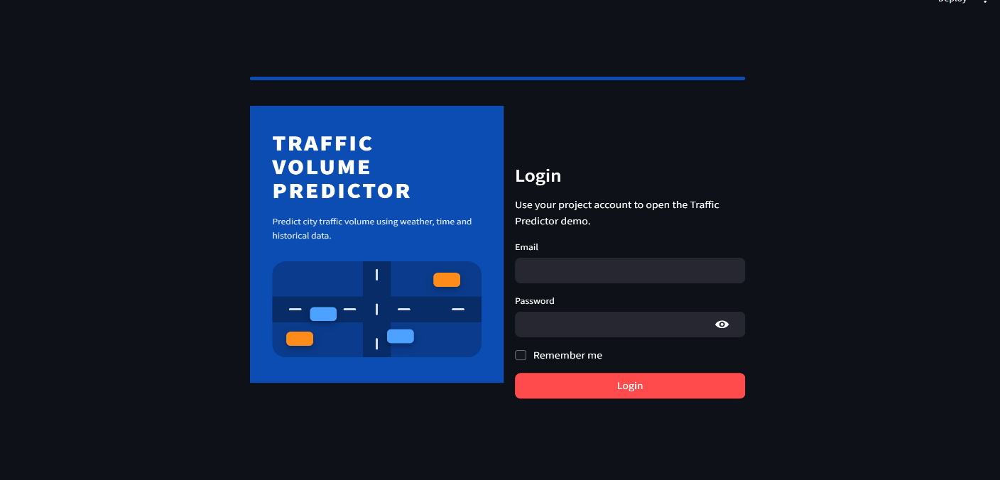 Deploy
TRAFFIC
VOLUME
PREDICTOR
Predict city traffic volume using weather, time and
historical data.
Login
Use your project account to open the Traffic
Predictor demo.
Email
Password
Remember me
Login